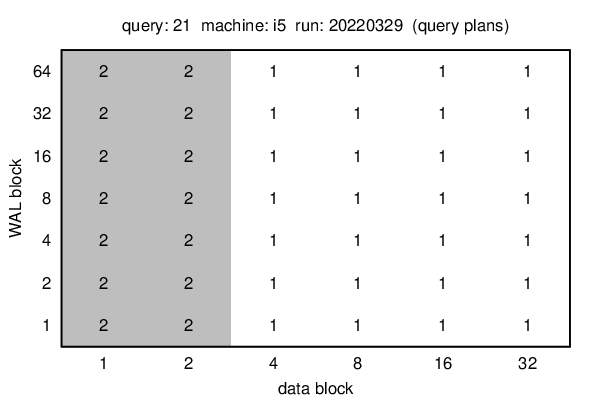 query: 21 machine: i5 run: 20220329 (query plans)
WAL block
64 2 2 1 1 1 1
32 2 2 1 1 1 1
16 2 2 1 1 1 1
8 2 2 1 1 1 1
4 2 2 1 1 1 1
2 2 2 1 1 1 1
1 2 2 1 1 1 1
1 2 4 8 16 32
data block